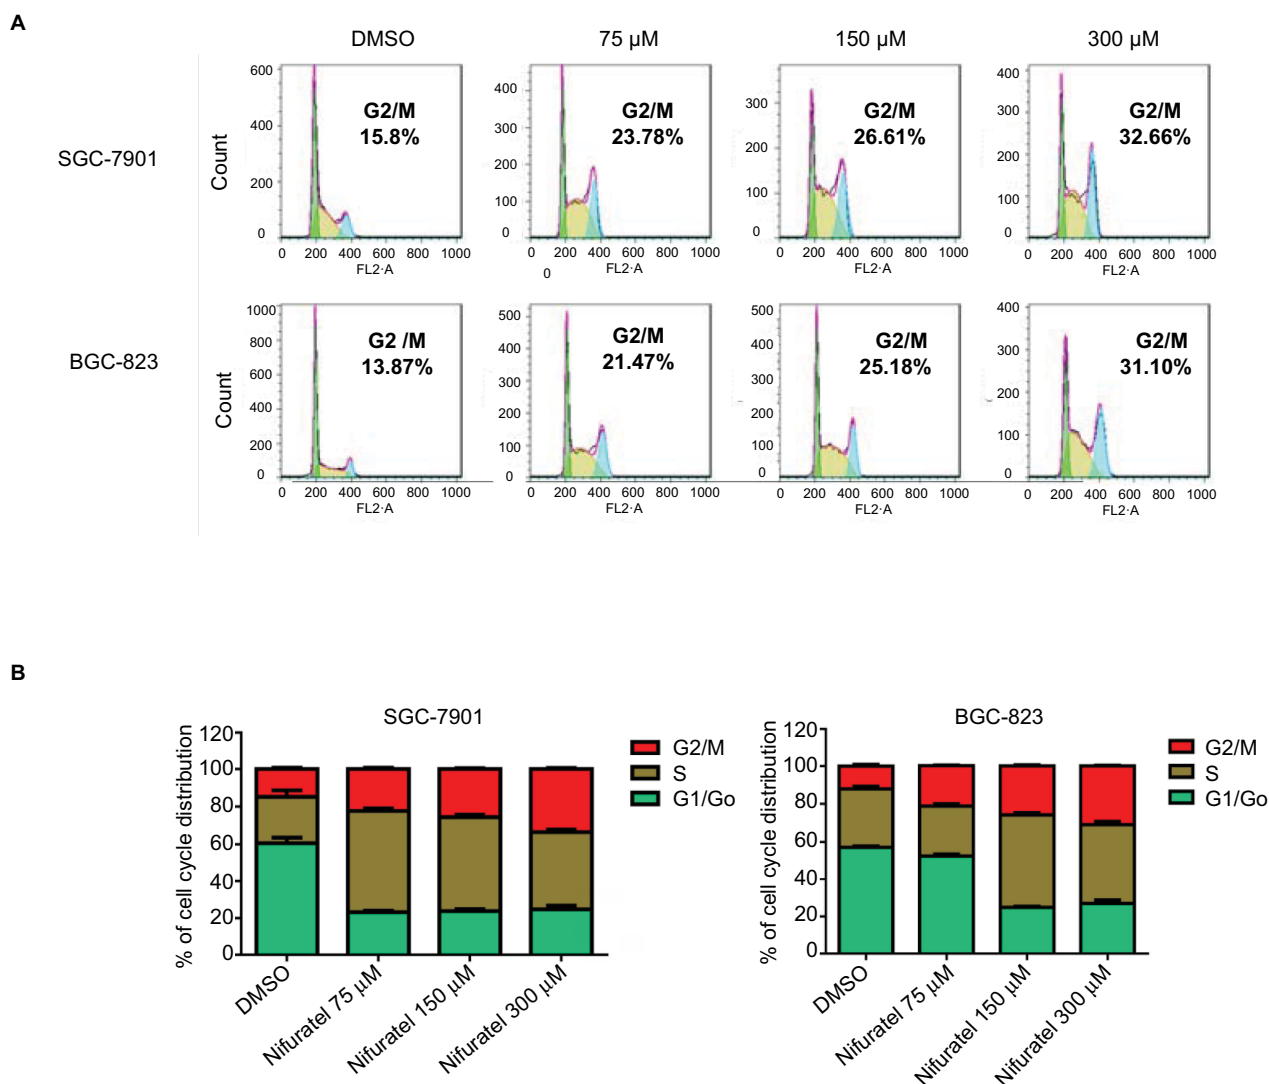 A
DMSO 75 μM 150 μM 300 μM
SGC-7901
Count
600
400
200
0
G2/M
15.8%
0 200 400 600 800 1000
FL2·A
400
300
200
100
0
G2/M
23.78%
0 200 400 600 800 1000
0
FL2·A
300
200
100
0
G2/M
26.61%
0 200 400 600 800 1000
FL2·A
400
300
200
100
0
G2/M
32.66%
0 200 400 600 800 1000
FL2·A
BGC-823
Count
1000
800
600
400
200
0
G2 /M
13.87%
0 200 400 600 800 1000
FL2·A
500
400
300
200
100
0
G2/M
21.47%
0 200 400 600 800 1000
FL2·A
500
400
300
200
100
0
G2/M
25.18%
0 200 400 600 800 1000
FL2·A
400
300
200
100
0
G2/M
31.10%
0 200 400 600 800 1000
FL2·A
B
SGC-7901
% of cell cycle distribution
120
100
80
60
40
20
0
DMSO
Nifuratel 75 μM
Nifuratel 150 μM
Nifuratel 300 μM
G2/M
S
G1/Go
BGC-823
% of cell cycle distribution
120
100
80
60
40
20
0
DMSO
Nifuratel 75 μM
Nifuratel 150 μM
Nifuratel 300 μM
G2/M
S
G1/Go